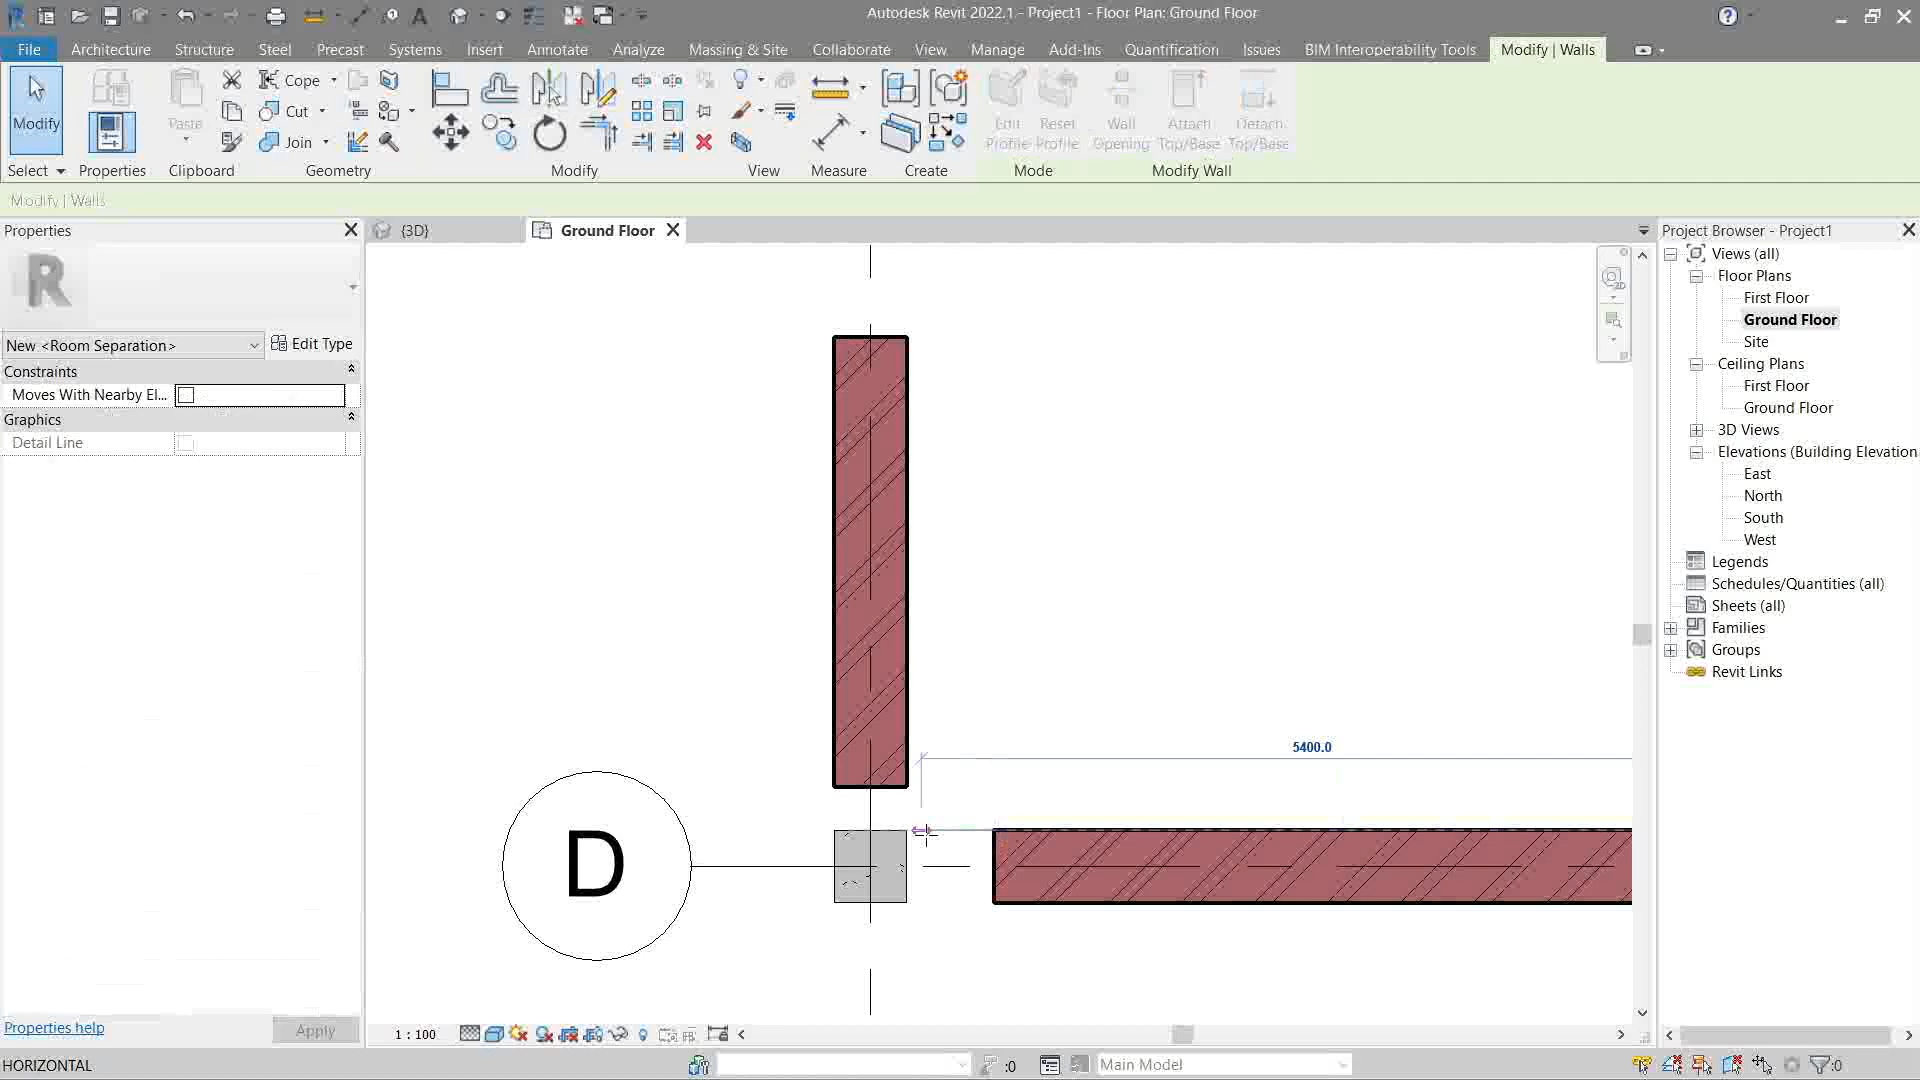 Autodesk Revit 2022.1 - Project1 - Floor Plan: Ground Floor
File Architecture Structure Steel Precast Systems Insert Annotate Analyze Massing & Site Collaborate View Manage Add-Ins Quantification Issues BIM Interoperability Tools Modify | Walls
Modify
Paste
Cope
Cut
Join
Edit Profile
Reset Profile
Wall Opening
Attach Top/Base
Detach Top/Base
Select Properties Clipboard Geometry Modify View Measure Create Mode Modify Wall
Modify | Walls
Properties
R
New <Room Separation>
Edit Type
Constraints
Moves With Nearby El...
Graphics
Detail Line
Properties help
Apply
{3D}
Ground Floor
2D
5400.0
D
1 : 100
Project Browser - Project1
Views (all)
Floor Plans
First Floor
Ground Floor
Site
Ceiling Plans
First Floor
Ground Floor
3D Views
Elevations (Building Elevation
East
North
South
West
Legends
Schedules/Quantities (all)
Sheets (all)
Families
Groups
Revit Links
HORIZONTAL
:0
Main Model
:0